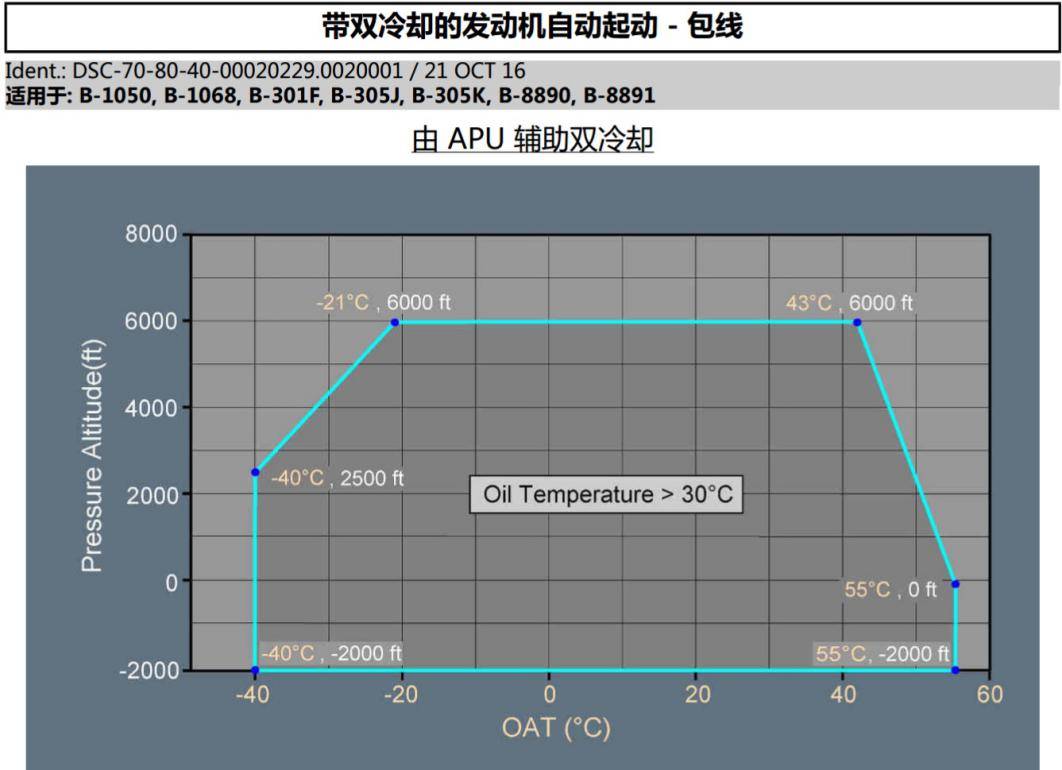 带双冷却的发动机自动起动 - 包线
Ident.: DSC-70-80-40-00020229.0020001 / 21 OCT 16
适用于: B-1050, B-1068, B-301F, B-305J, B-305K, B-8890, B-8891
由 APU 辅助双冷却
8000
-21°C , 6000 ft
43°C , 6000 ft
6000
Pressure Altitude(ft)
4000
-40°C , 2500 ft
2000
Oil Temperature > 30°C
0
55°C , 0 ft
-40°C , -2000 ft
55°C, -2000 ft
-2000
-40
-20
0
20
40
60
OAT (°C)